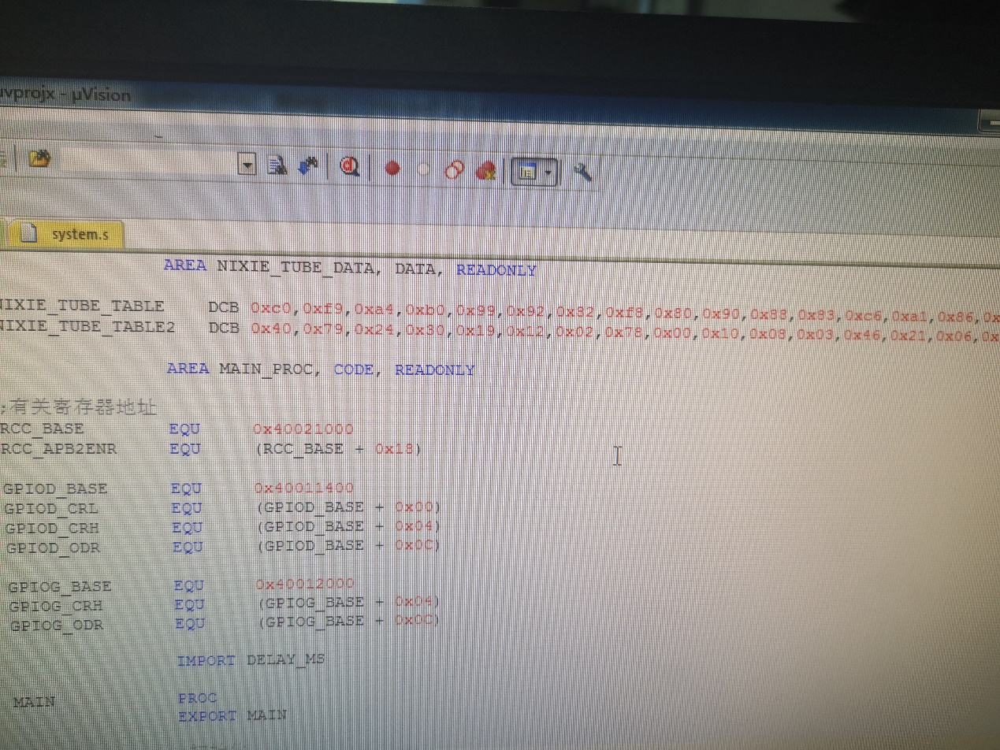 uvprojx - µVision
system.s
AREA NIXIE_TUBE_DATA, DATA, READONLY
NIXIE_TUBE_TABLE DCB 0xc0,0xf9,0xa4,0xb0,0x99,0x92,0x82,0xf8,0x80,0x90,0x88,0x83,0xc6,0xa1,0x86,0x
NIXIE_TUBE_TABLE2 DCB 0x40,0x79,0x24,0x30,0x19,0x12,0x02,0x78,0x00,0x10,0x08,0x03,0x46,0x21,0x06,0x
AREA MAIN_PROC, CODE, READONLY
;有关寄存器地址
RCC_BASE EQU 0x40021000
RCC_APB2ENR EQU (RCC_BASE + 0x18)
GPIOD_BASE EQU 0x40011400
GPIOD_CRL EQU (GPIOD_BASE + 0x00)
GPIOD_CRH EQU (GPIOD_BASE + 0x04)
GPIOD_ODR EQU (GPIOD_BASE + 0x0C)
GPIOG_BASE EQU 0x40012000
GPIOG_CRH EQU (GPIOG_BASE + 0x04)
GPIOG_ODR EQU (GPIOG_BASE + 0x0C)
IMPORT DELAY_MS
MAIN PROC
EXPORT MAIN